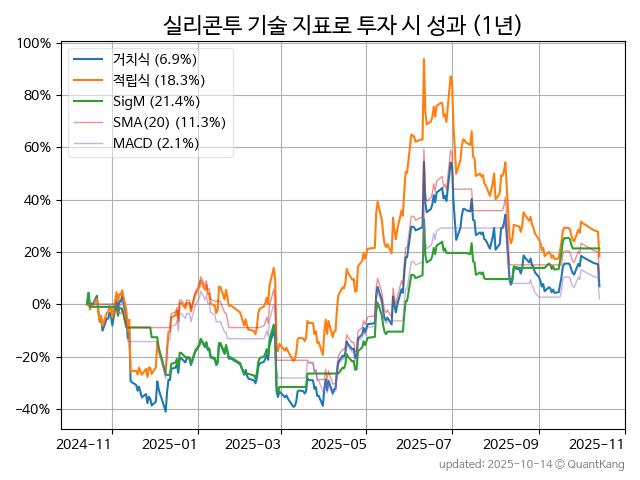 실리콘투 기술 지표로 투자 시 성과 (1년)
거치식 (6.9%)
적립식 (18.3%)
SigM (21.4%)
SMA(20) (11.3%)
MACD (2.1%)
100%
80%
60%
40%
20%
0%
−20%
−40%
2024-11 2025-01 2025-03 2025-05 2025-07 2025-09 2025-11
updated: 2025-10-14 © QuantKang